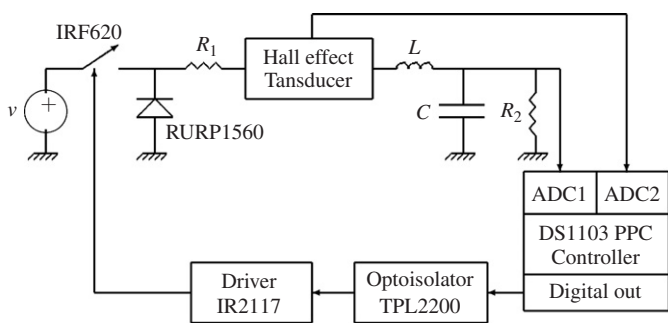 IRF620
R1
Hall effect
Tansducer
L
v
+
RURP1560
C
R2
ADC1
ADC2
DS1103 PPC
Controller
Digital out
Driver
IR2117
Optoisolator
TPL2200